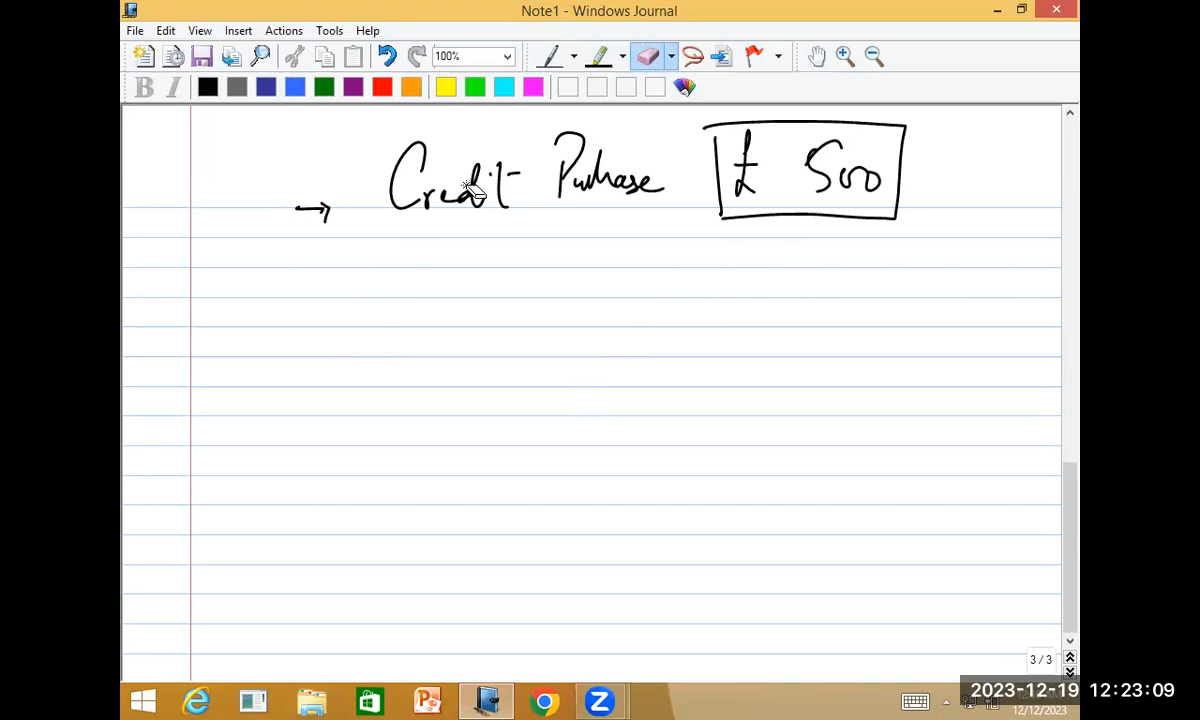 Note1 - Windows Journal
File Edit View Insert Actions Tools Help
100%
B I
→ Credit Puhase £ 500
3 / 3
2023-12-19 12:23:09
12/12/2023